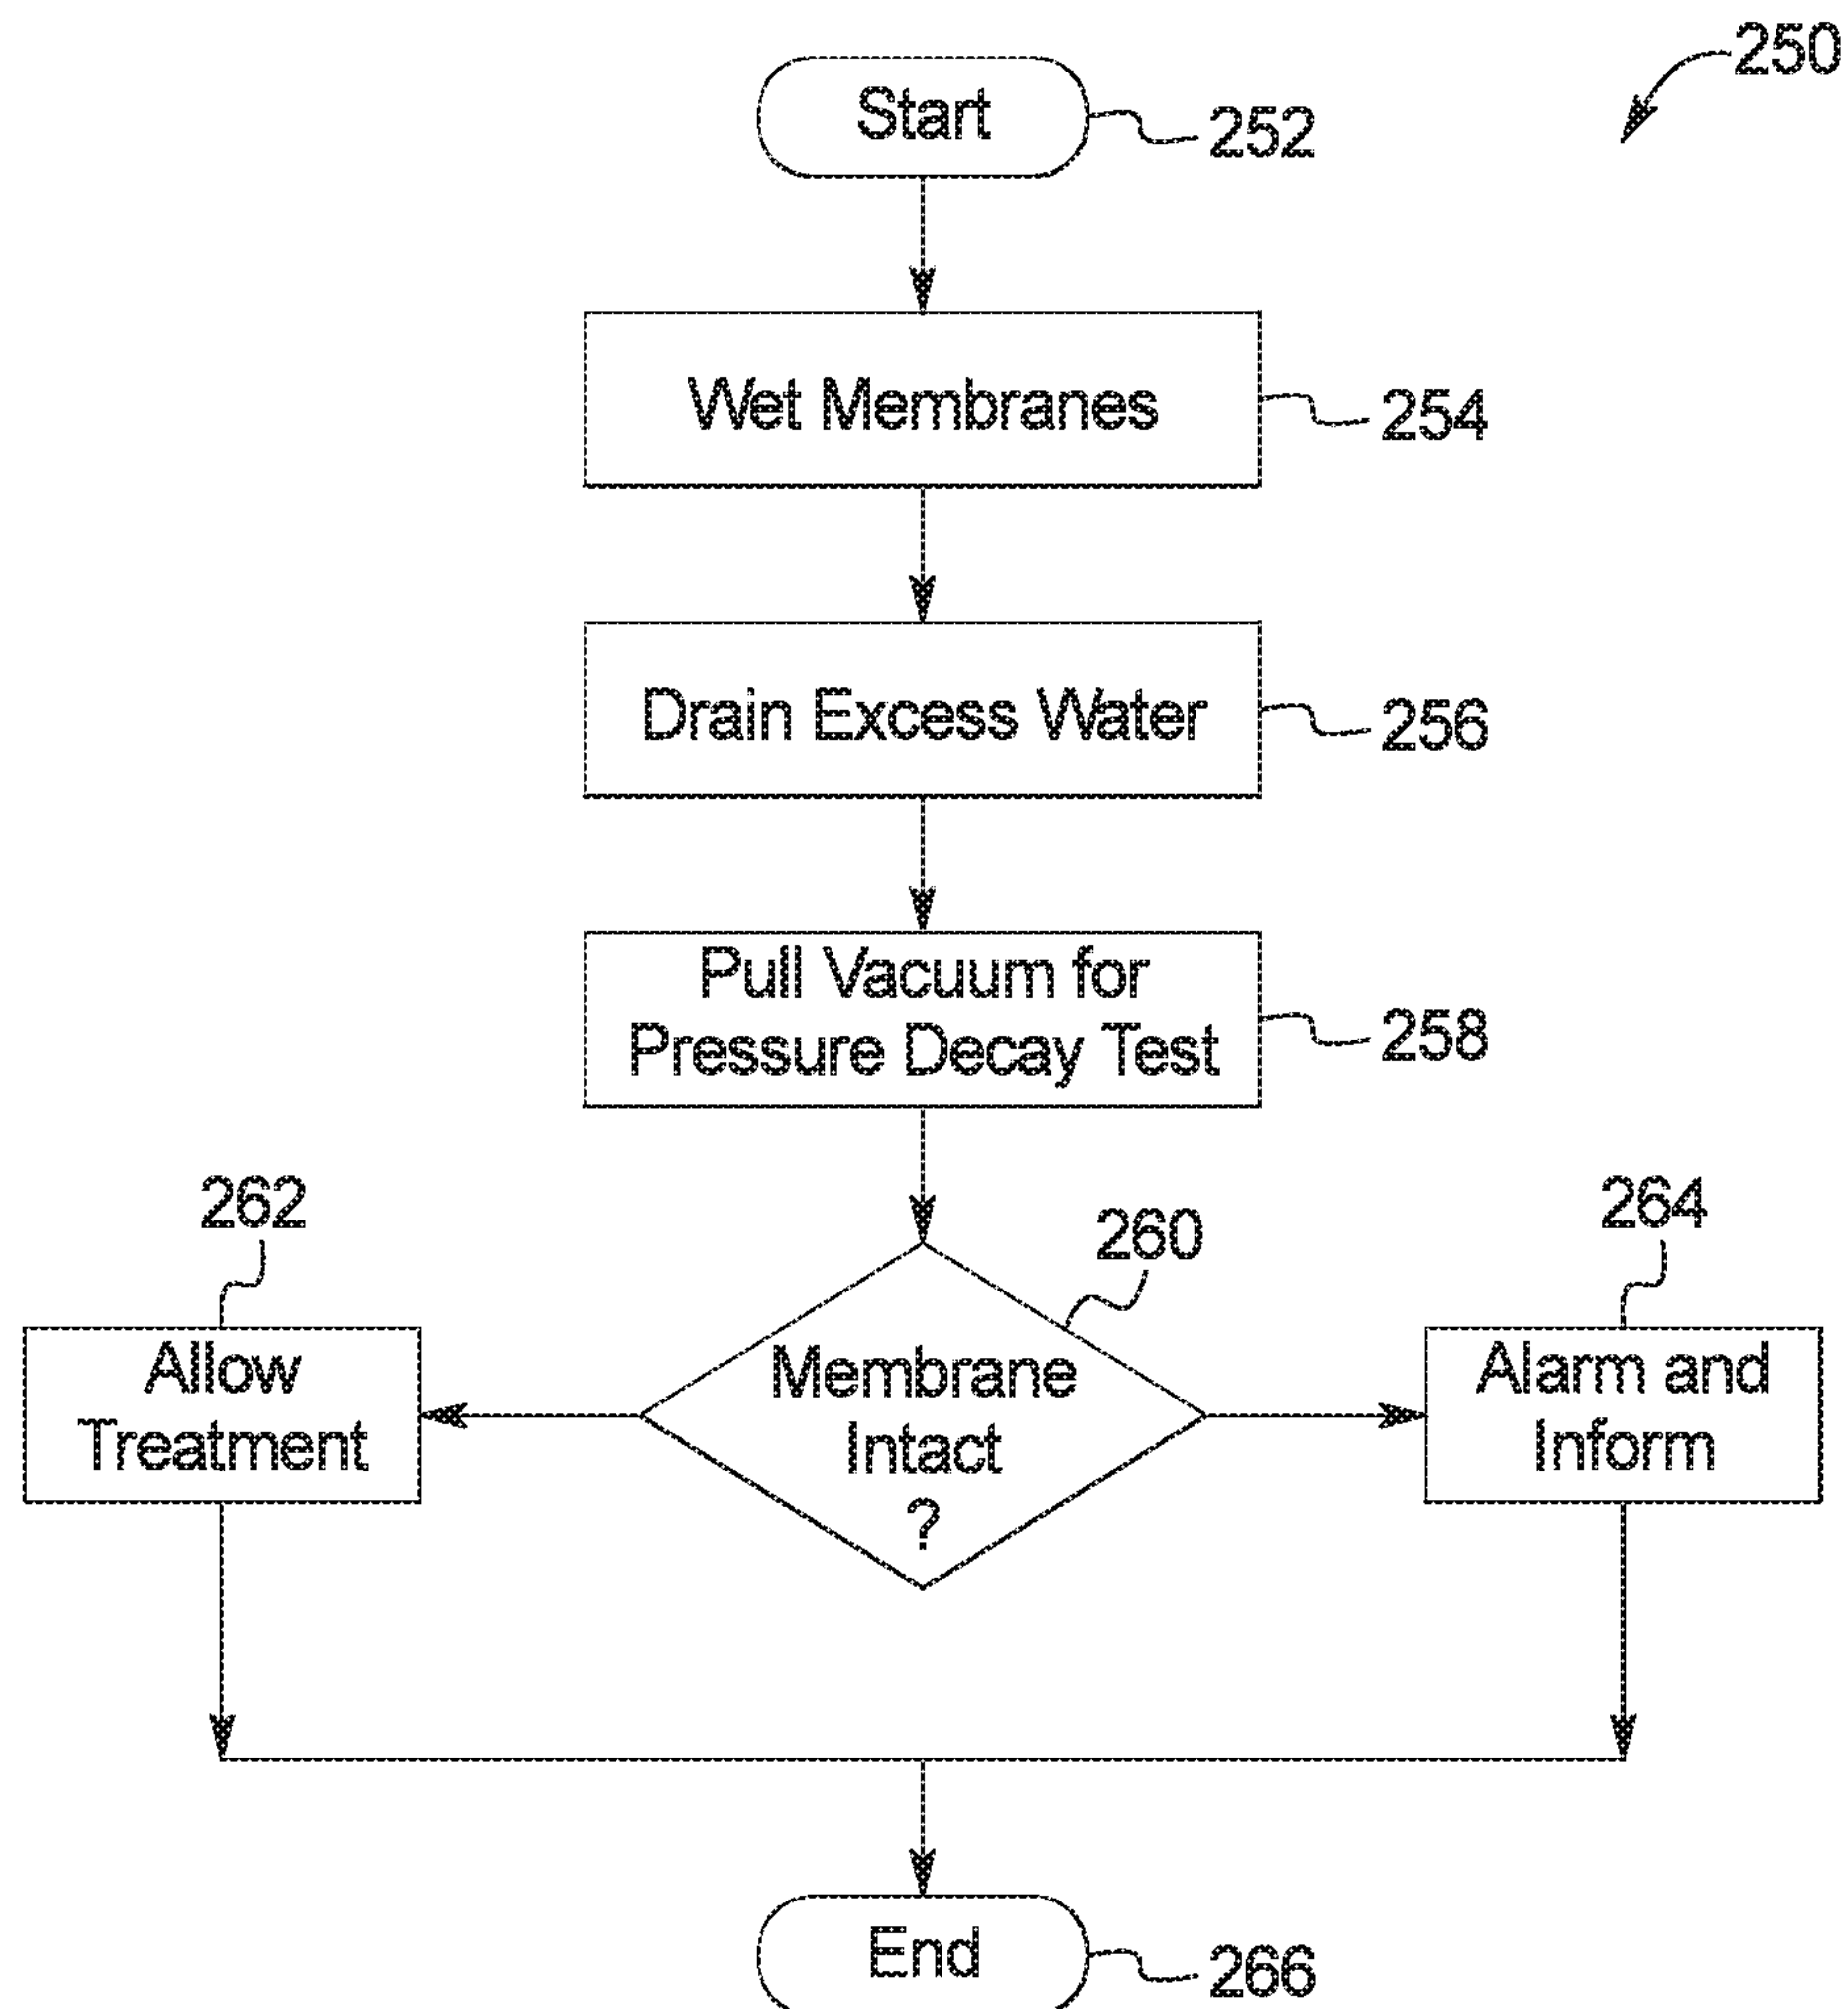 250
Start
252
Wet Membranes
254
Drain Excess Water
256
Pull Vacuum for
Pressure Decay Test
258
262
260
264
Allow
Treatment
Membrane
Intact
?
Alarm and
Inform
End
266